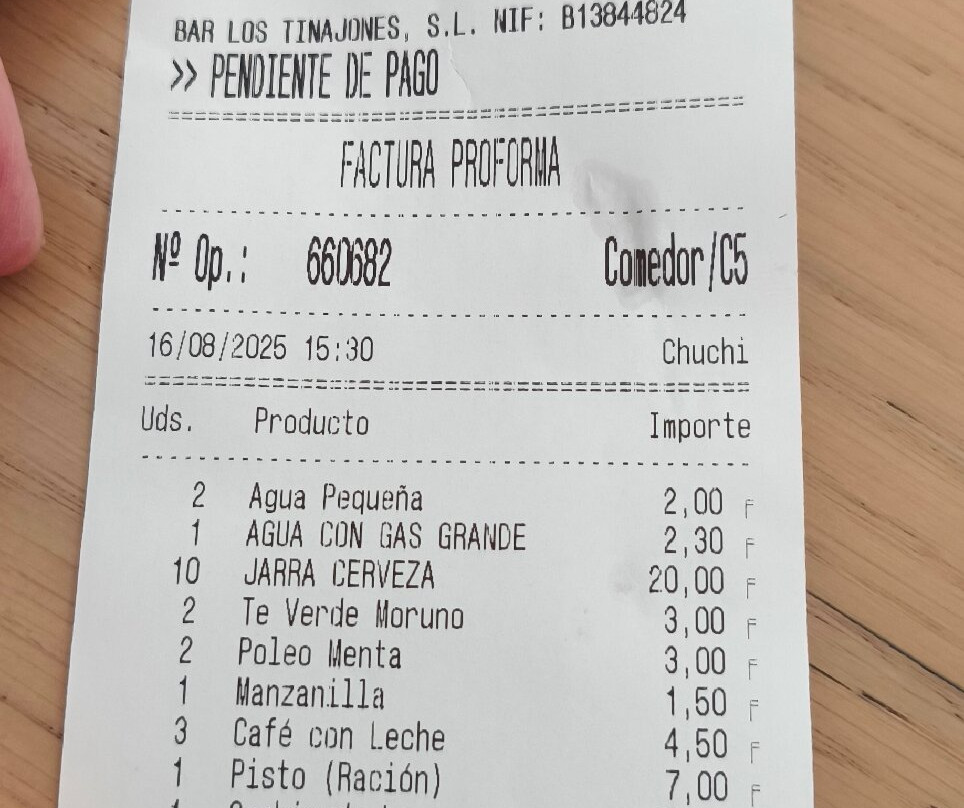 BAR LOS TINAJONES, S.L. NIF: B13844824
>> PENDIENTE DE PAGO
FACTURA PROFORMA
Nº Op.: 660682 Comedor/C5
16/08/2025 15:30 Chuchi
Uds. Producto Importe
2 Agua Pequeña 2,00 F
1 AGUA CON GAS GRANDE 2,30 F
10 JARRA CERVEZA 20,00 F
2 Te Verde Moruno 3,00 F
2 Poleo Menta 3,00 F
1 Manzanilla 1,50 F
3 Café con Leche 4,50 F
1 Pisto (Ración) 7,00 F